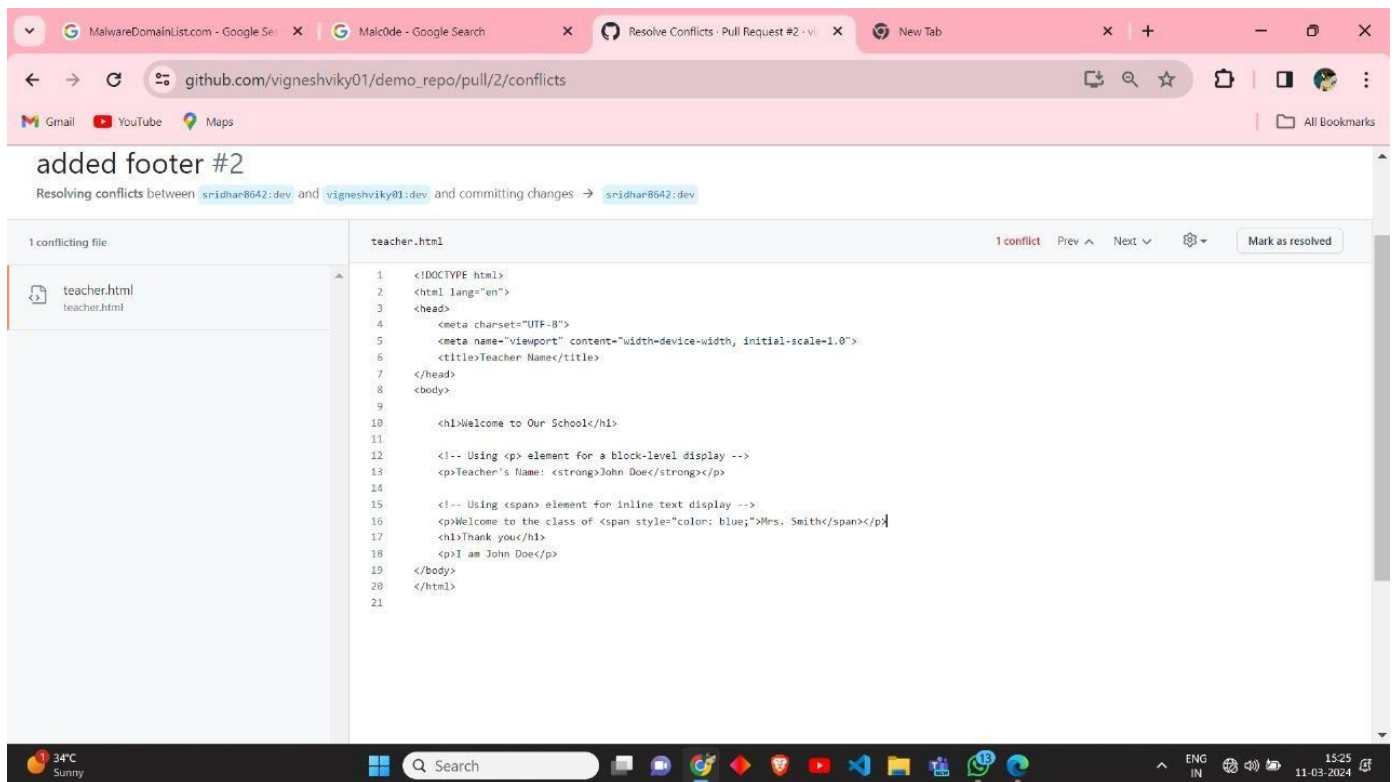 MalwareDomainList.com - Google Se
Malc0de - Google Search
Resolve Conflicts · Pull Request #2 · vi
New Tab
github.com/vigneshviky01/demo_repo/pull/2/conflicts
Gmail
YouTube
Maps
All Bookmarks
added footer #2
Resolving conflicts between sridhar8642:dev and vigneshviky01:dev and committing changes → sridhar8642:dev
1 conflicting file
teacher.html
1 conflict Prev Next
Mark as resolved
teacher.html
teacher.html
1 <!DOCTYPE html>
2 <html lang="en">
3 <head>
4 <meta charset="UTF-8">
5 <meta name="viewport" content="width=device-width, initial-scale=1.0">
6 <title>Teacher Name</title>
7 </head>
8 <body>
9
10 <h1>Welcome to Our School</h1>
11
12 <!-- Using <p> element for a block-level display -->
13 <p>Teacher's Name: <strong>John Doe</strong></p>
14
15 <!-- Using <span> element for inline text display -->
16 <p>Welcome to the class of <span style="color: blue;">Mrs. Smith</span></p>
17 <h1>Thank you</h1>
18 <p>I am John Doe</p>
19 </body>
20 </html>
21
1
34°C
Sunny
Search
13
ENG
IN
15:25
11-03-2024